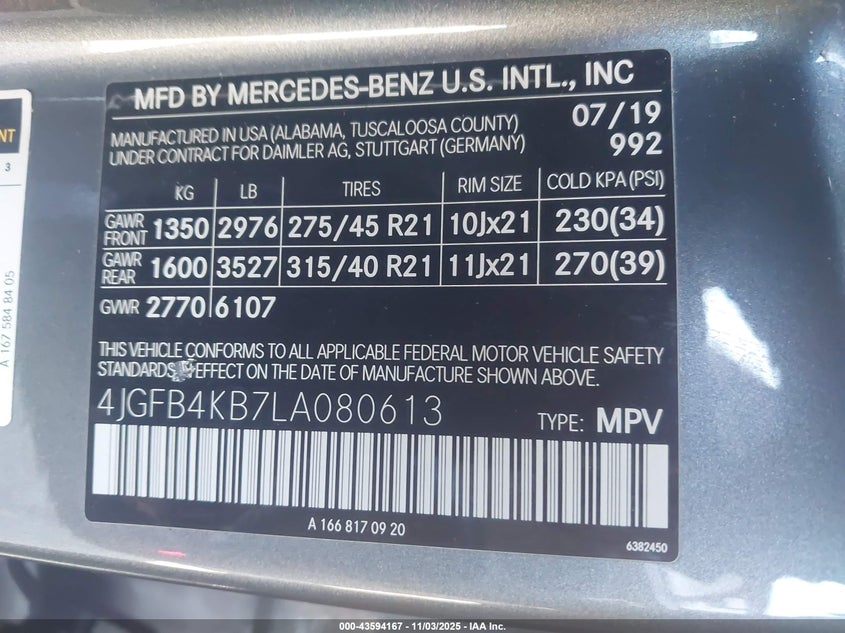 MFD BY MERCEDES-BENZ U.S. INTL., INC
MANUFACTURED IN USA (ALABAMA, TUSCALOOSA COUNTY) 07/19
UNDER CONTRACT FOR DAIMLER AG, STUTTGART (GERMANY) 992
KG LB TIRES RIM SIZE COLD KPA(PSI)
GAWR FRONT 1350 2976 275/45 R21 10Jx21 230(34)
GAWR REAR 1600 3527 315/40 R21 11Jx21 270(39)
GVWR 2770 6107
THIS VEHICLE CONFORMS TO ALL APPLICABLE FEDERAL MOTOR VEHICLE SAFETY
STANDARDS EFFECT ON THE DATE OF MANUFACTURE SHOWN ABOVE.
4JGFB4KB7LA080613 TYPE: MPV
A 166 817 09 20
6382450
NT
3
A 167 584 84 05
000-43594167 - 11/03/2025 - IAA Inc.